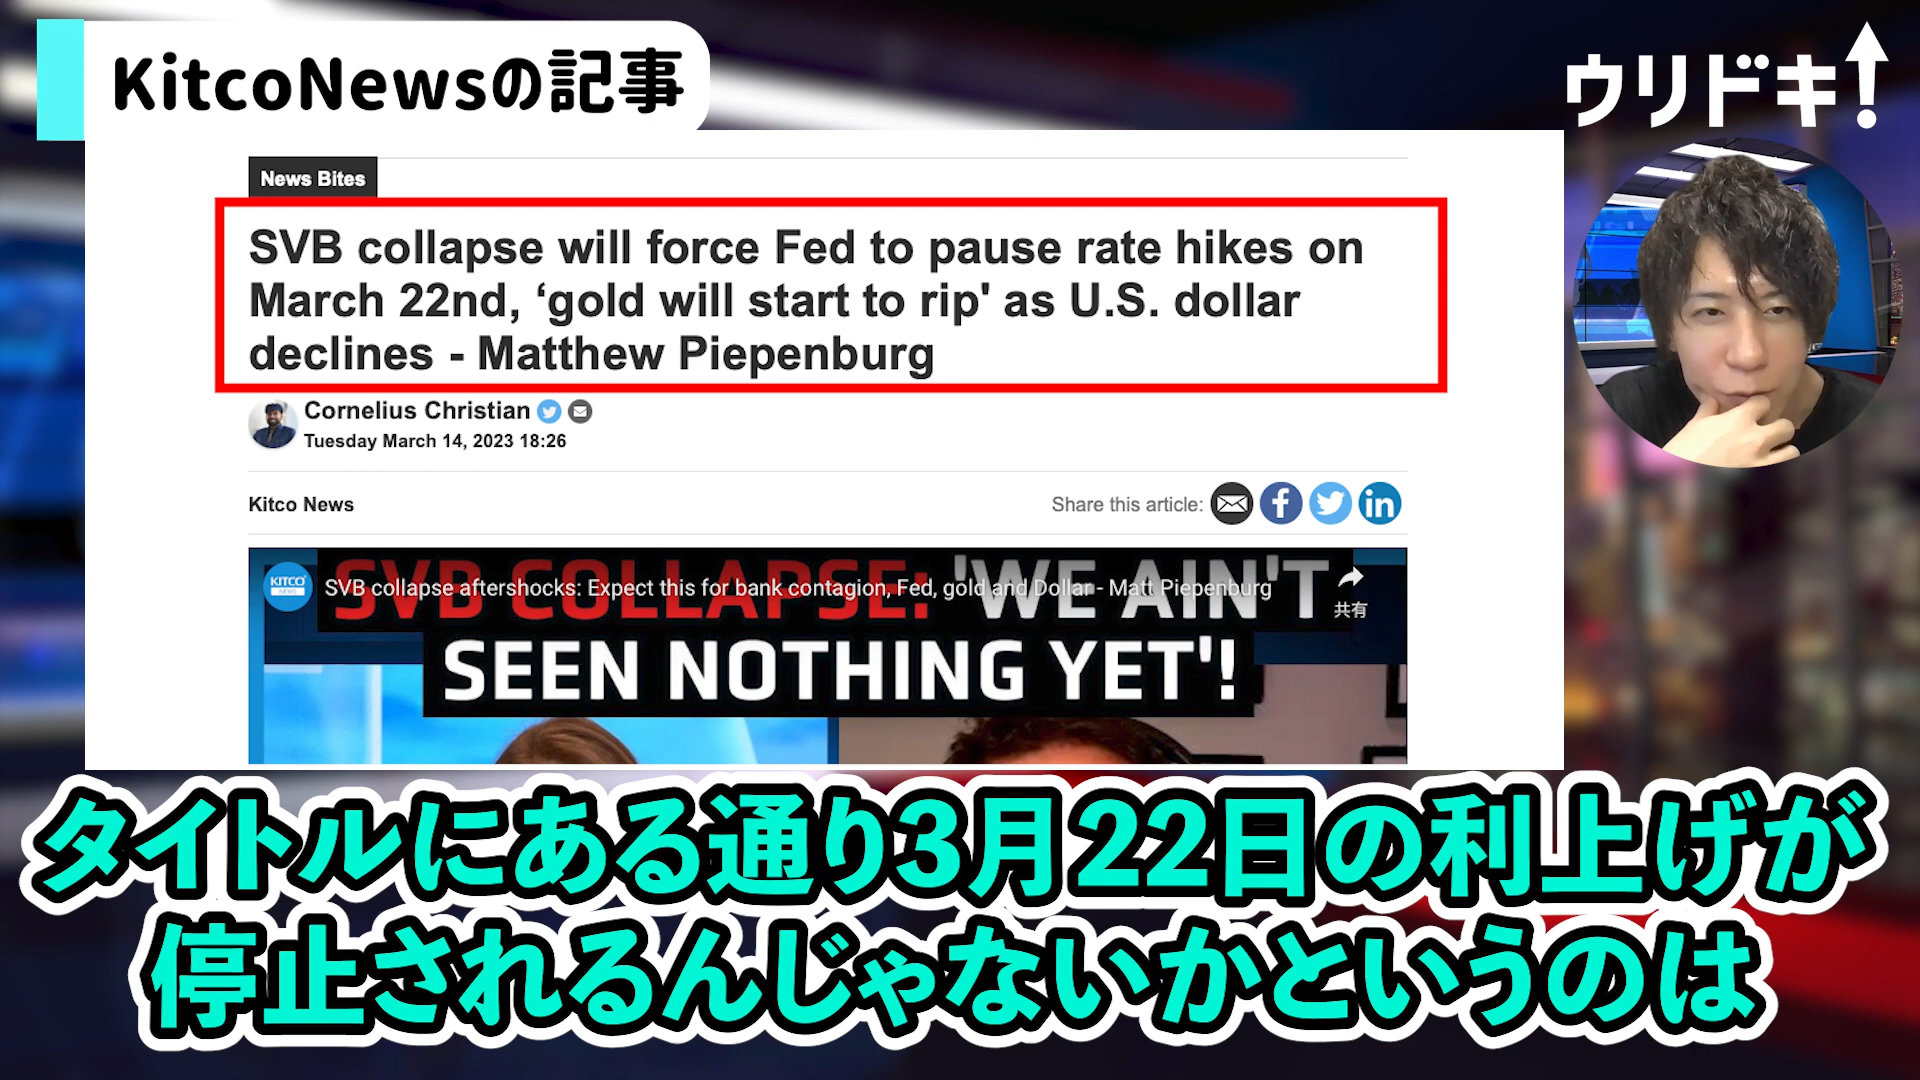 KitcoNewsの記事
ウリドキ!
News Bites
SVB collapse will force Fed to pause rate hikes on
March 22nd, ‘gold will start to rip' as U.S. dollar
declines - Matthew Piepenburg
Cornelius Christian
Tuesday March 14, 2023 18:26
Kitco News
Share this article:
f
in
KITCO
NEWS
SVB collapse aftershocks: Expect this for bank contagion, Fed, gold and Dollar - Matt Piepenburg
共有
SVB COLLAPSE: 'WE AIN'T
SEEN NOTHING YET'!
タイトルにある通り3月22日の利上げが
停止されるんじゃないかというのは